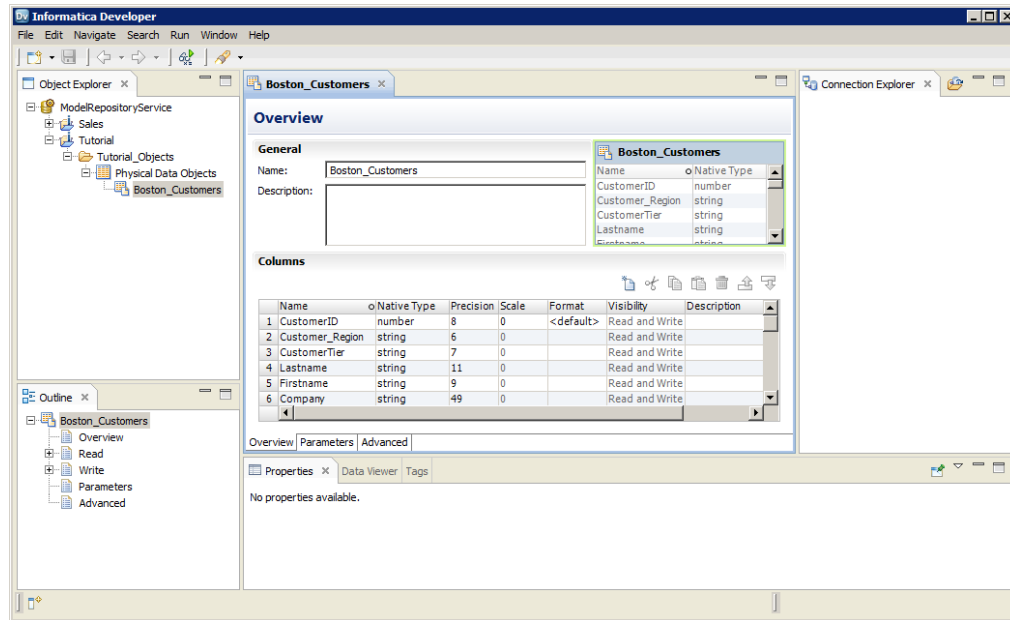 Informatica Developer
File Edit Navigate Search Run Window Help
Object Explorer
ModelRepositoryService
Sales
Tutorial
Tutorial_Objects
Physical Data Objects
Boston_Customers
Outline
Boston_Customers
Overview
Read
Write
Parameters
Advanced
Boston_Customers
Overview
General
Name: Boston_Customers
Description:
Boston_Customers
Name Native Type
CustomerID number
Customer_Region string
CustomerTier string
Lastname string
Firstname string
Columns
Name Native Type Precision Scale Format Visibility Description
1 CustomerID number 8 0 <default> Read and Write
2 Customer_Region string 6 0 Read and Write
3 CustomerTier string 7 0 Read and Write
4 Lastname string 11 0 Read and Write
5 Firstname string 9 0 Read and Write
6 Company string 49 0 Read and Write
Overview Parameters Advanced
Properties Data Viewer Tags
No properties available.
Connection Explorer